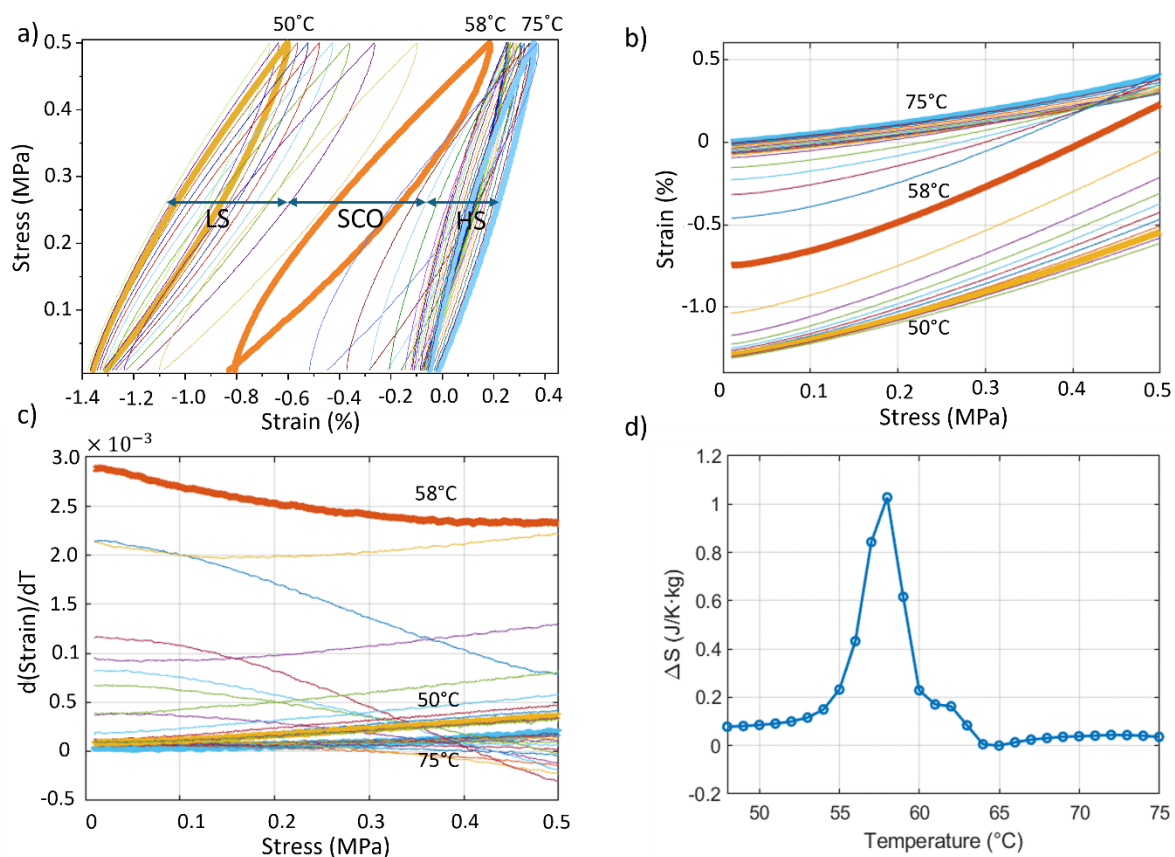 a)
50˚C
58˚C
75˚C
0.5
0.4
0.3
0.2
0.1
Stress (MPa)
LS
SCO
HS
-1.4
-1.2
-1.0
-0.8
-0.6
-0.4
-0.2
0.0
0.2
0.4
Strain (%)
b)
0.5
0
-0.5
-1.0
Strain (%)
75°C
58°C
50°C
0
0.1
0.2
0.3
0.4
0.5
Stress (MPa)
c)
× 10⁻³
3.0
2.5
2.0
1.5
0.1
0.5
0
-0.5
d(Strain)/dT
58°C
50°C
75°C
0
0.1
0.2
0.3
0.4
0.5
Stress (MPa)
d)
1.2
1
0.8
0.6
0.4
0.2
0
-0.2
ΔS (J/K·kg)
50
55
60
65
70
75
Temperature (°C)